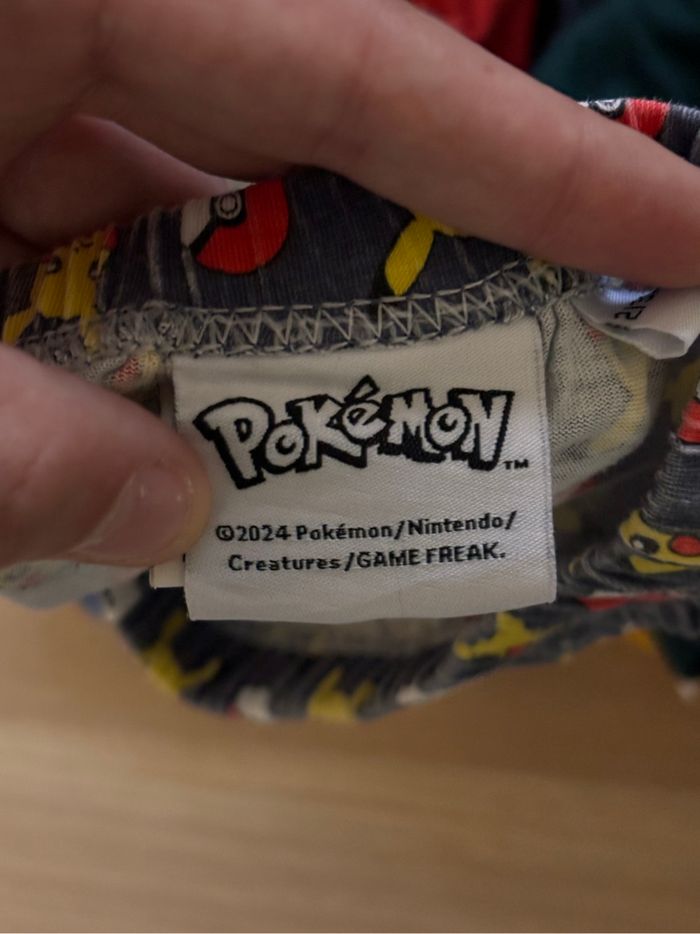 POKéMON™
©2024 Pokémon/Nintendo/
Creatures/GAME FREAK.